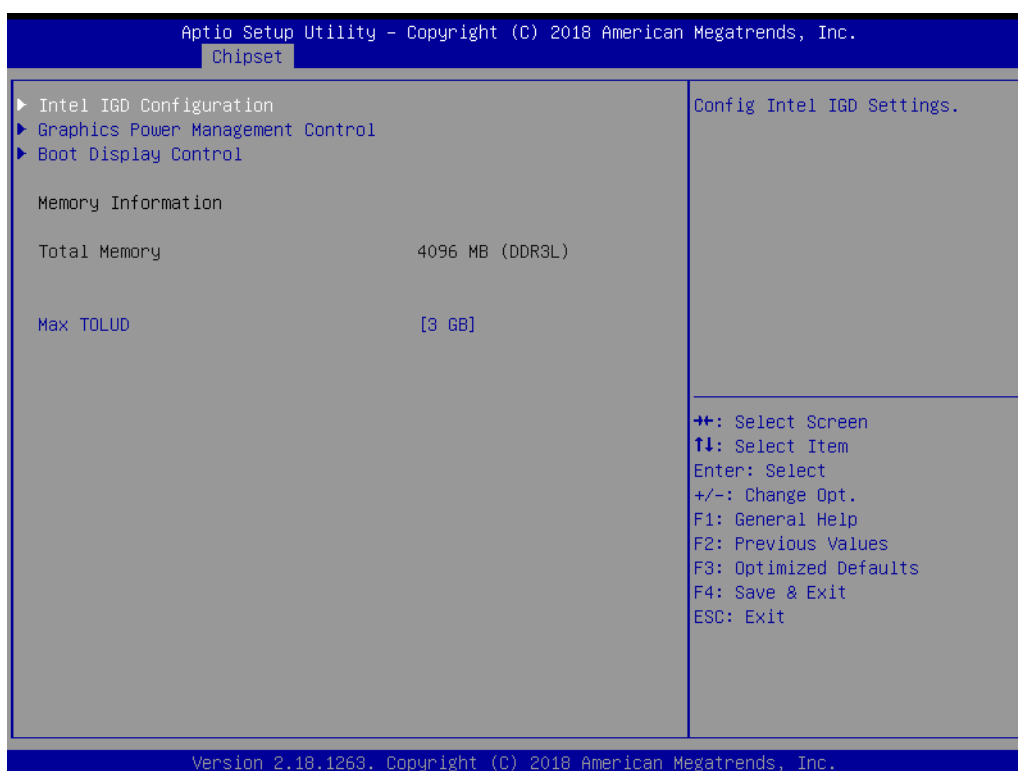 Aptio Setup Utility – Copyright (C) 2018 American Megatrends, Inc.
Chipset
▶ Intel IGD Configuration
▶ Graphics Power Management Control
▶ Boot Display Control
Memory Information
Total Memory 4096 MB (DDR3L)
Max TOLUD [3 GB]
Config Intel IGD Settings.
→←: Select Screen
↑↓: Select Item
Enter: Select
+/-: Change Opt.
F1: General Help
F2: Previous Values
F3: Optimized Defaults
F4: Save & Exit
ESC: Exit
Version 2.18.1263. Copyright (C) 2018 American Megatrends, Inc.